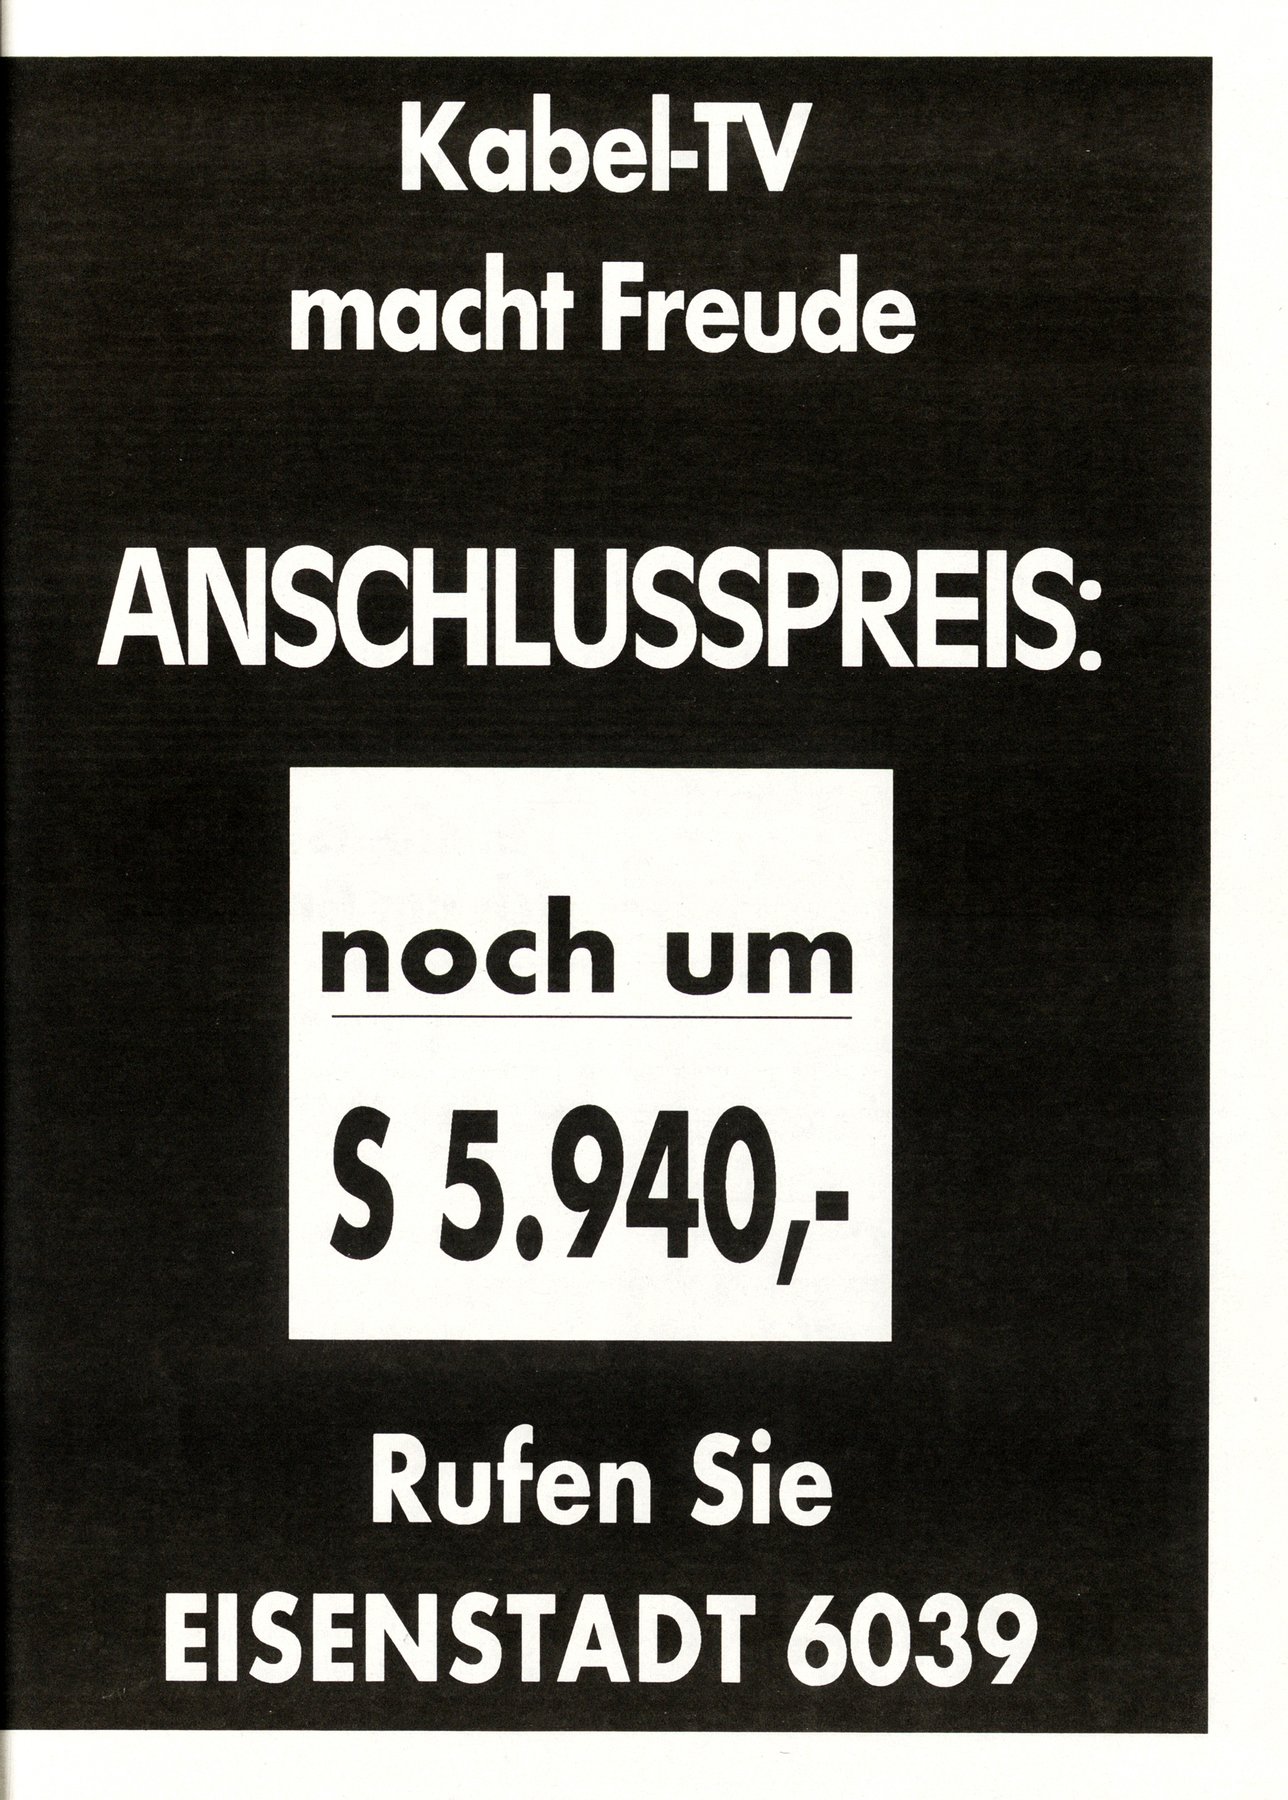 Kabel-TV
macht Freude
ANSCHLUSSPREIS:
noch um
S 5.940,-
Rufen Sie
EISENSTADT 6039